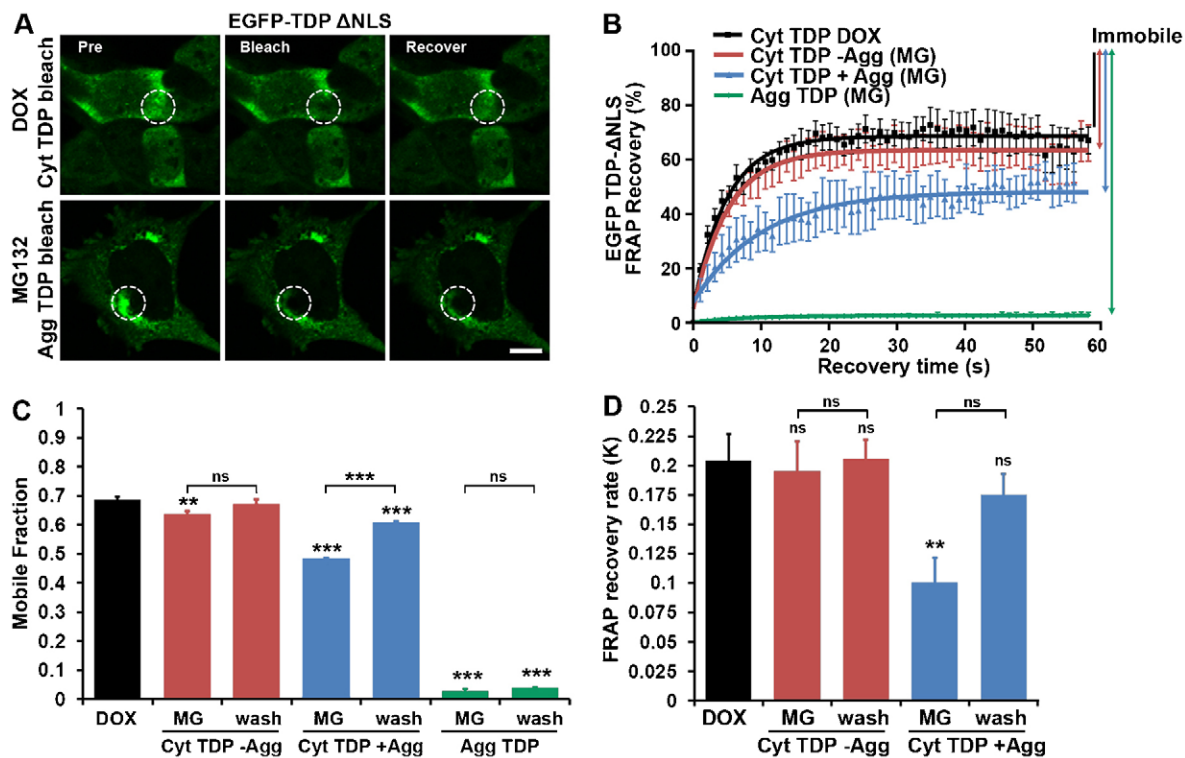 A
EGFP-TDP ΔNLS
Pre
Bleach
Recover
DOX
Cyt TDP bleach
MG132
Agg TDP bleach
B
Cyt TDP DOX
Cyt TDP -Agg (MG)
Cyt TDP + Agg (MG)
Agg TDP (MG)
Immobile
EGFP TDP-ΔNLS
FRAP Recovery (%)
100
80
60
40
20
0
0 10 20 30 40 50 60
Recovery time (s)
C
Mobile Fraction
1
0.9
0.8
0.7
0.6
0.5
0.4
0.3
0.2
0.1
0
ns
*** 
ns
**
***
***
***
***
DOX MG wash MG wash MG wash
Cyt TDP -Agg Cyt TDP +Agg Agg TDP
D
FRAP recovery rate (K)
0.25
0.225
0.2
0.175
0.15
0.125
0.1
0.075
0.05
0.025
0
ns
ns
ns
ns
ns
**
DOX MG wash MG wash
Cyt TDP -Agg Cyt TDP +Agg